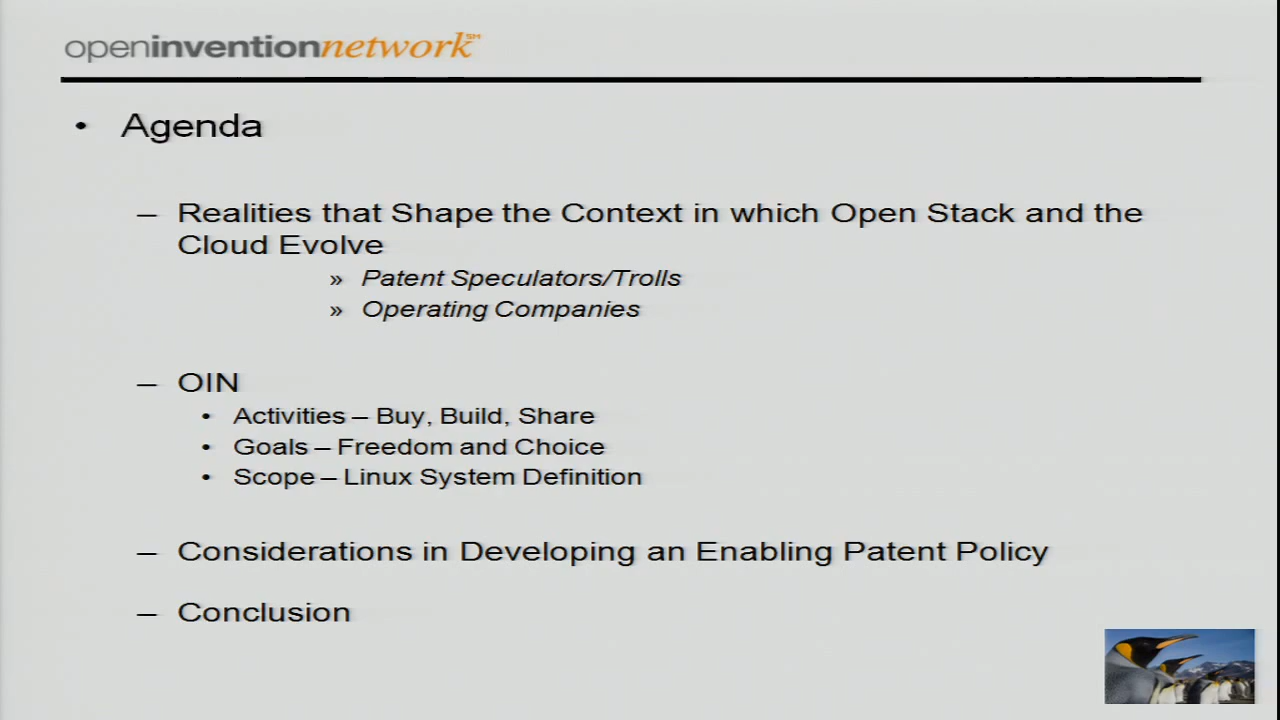 openinventionnetwork℠
• Agenda
– Realities that Shape the Context in which Open Stack and the
Cloud Evolve
» Patent Speculators/Trolls
» Operating Companies
– OIN
• Activities – Buy, Build, Share
• Goals – Freedom and Choice
• Scope – Linux System Definition
– Considerations in Developing an Enabling Patent Policy
– Conclusion